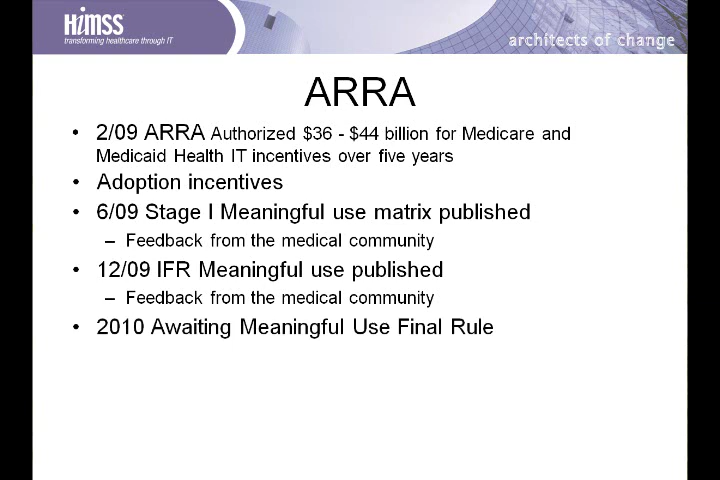 HiMSS
transforming healthcare through IT
architects of change
ARRA
• 2/09 ARRA Authorized $36 - $44 billion for Medicare and
Medicaid Health IT incentives over five years
• Adoption incentives
• 6/09 Stage I Meaningful use matrix published
– Feedback from the medical community
• 12/09 IFR Meaningful use published
– Feedback from the medical community
• 2010 Awaiting Meaningful Use Final Rule